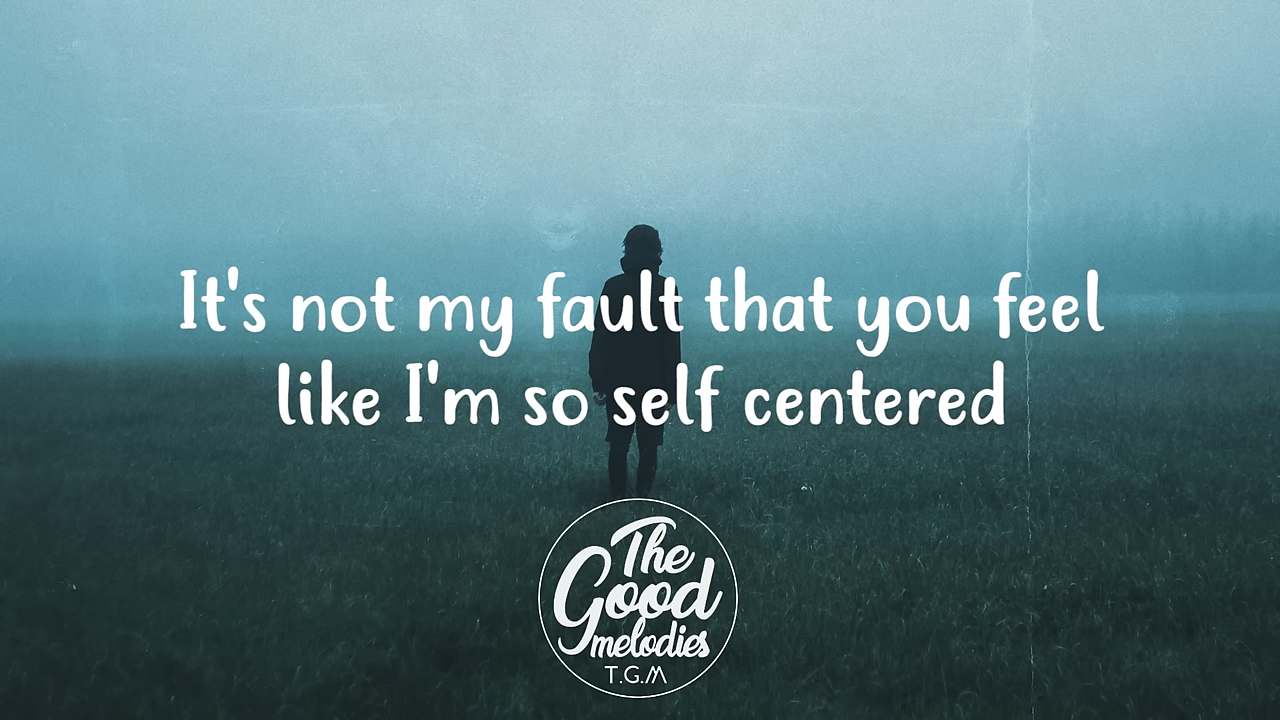 It's not my fault that you feel
like I'm so self centered
The
Good
melodies
T.G.M